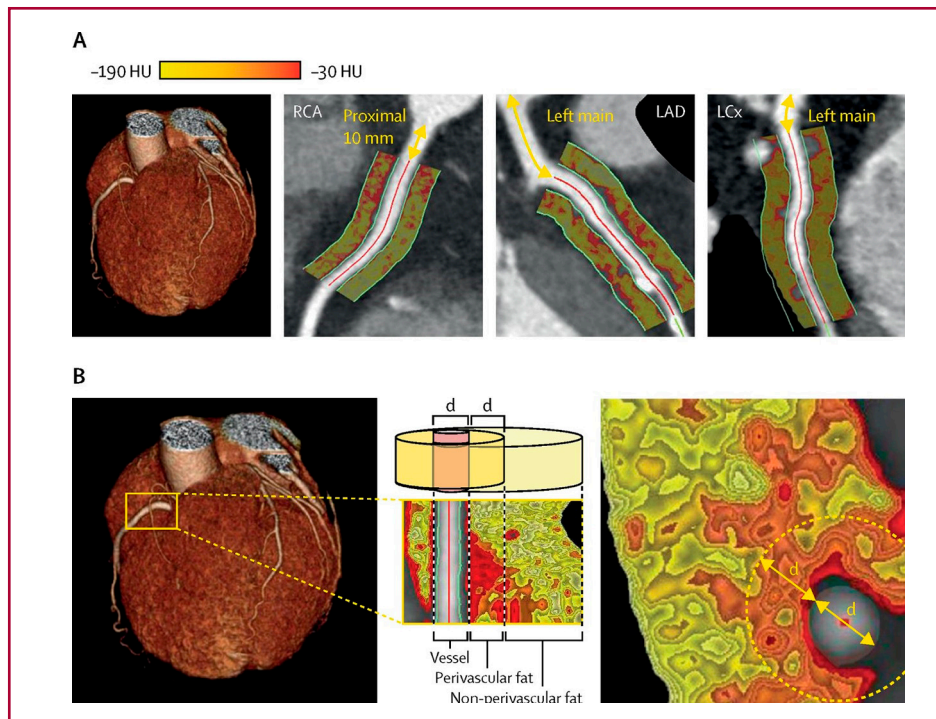 A
–190 HU
–30 HU
RCA
Proximal
10 mm
Left main
LAD
LCx
Left main
B
d
d
d
d
Vessel
Perivascular fat
Non-perivascular fat